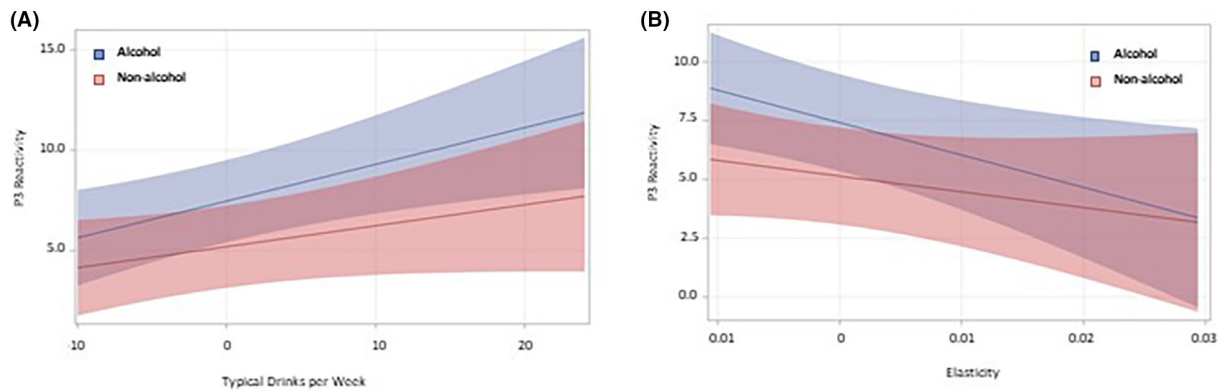 (A)
15.0
10.0
5.0
P3 Reactivity
Alcohol
Non-alcohol
-10
0
10
20
Typical Drinks per Week
(B)
10.0
7.5
5.0
2.5
0.0
P3 Reactivity
Alcohol
Non-alcohol
0.01
0
0.01
0.02
0.03
Elasticity